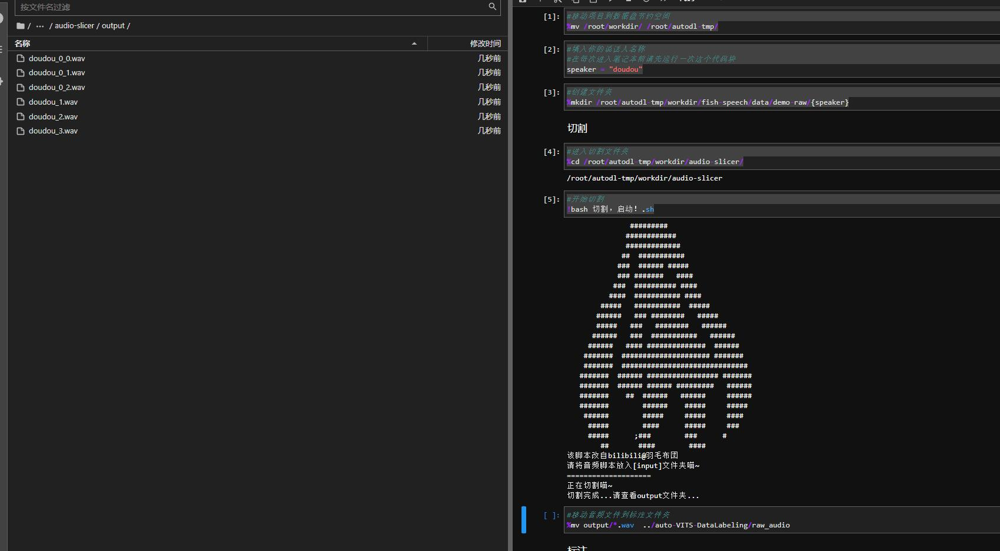 按文件名过滤
/ ··· / audio-slicer / output /
名称 修改时间
doudou_0_0.wav 几秒前
doudou_0_1.wav 几秒前
doudou_0_2.wav 几秒前
doudou_1.wav 几秒前
doudou_2.wav 几秒前
doudou_3.wav 几秒前
[1]: #移动项目到数据盘节约空间
%mv /root/workdir/ /root/autodl-tmp/
[2]: #填入你的说话人名称
#在每次进入笔记本前请先运行一次这个代码块
speaker = "doudou"
[3]: #创建文件夹
%mkdir /root/autodl-tmp/workdir/fish-speech/data/demo-raw/{speaker}
切割
[4]: #进入切割文件夹
%cd /root/autodl-tmp/workdir/audio-slicer/
/root/autodl-tmp/workdir/audio-slicer
[5]: #开始切割
!bash 切割，启动！.sh
该脚本改自bilibili@羽毛布团
请将音频脚本放入[input]文件夹喵~
====================
正在切割喵~
切割完成...请查看output文件夹...
[ ]: #移动音频文件到标注文件夹
%mv output/*.wav  ../auto-VITS-DataLabeling/raw_audio
标注